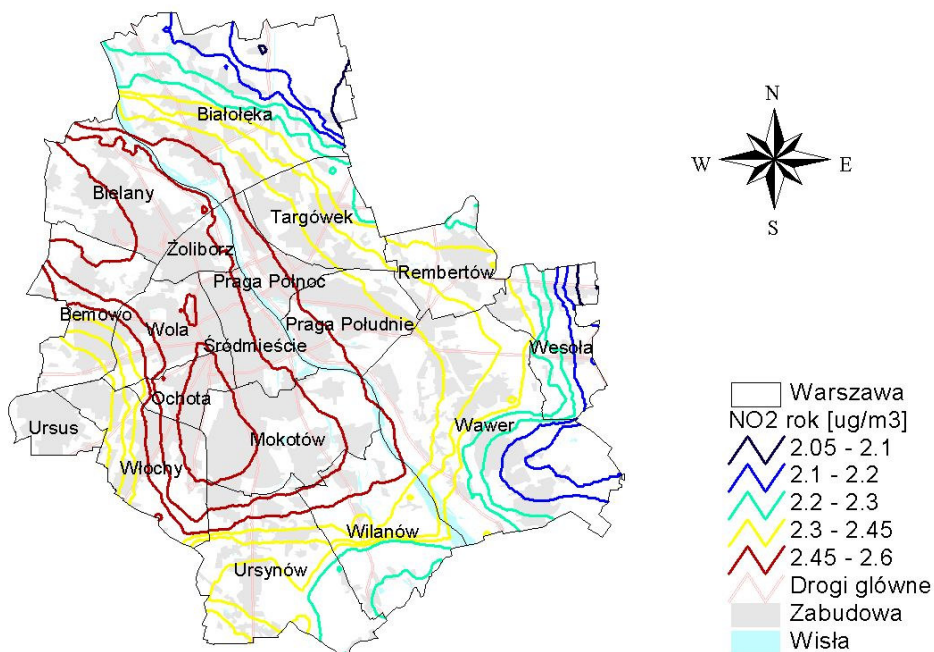 Białołęka
Bielany
Targówek
Żoliborz
Rembertów
Praga Północ
Bemowo
Wola
Praga Południe
Śródmieście
Wesoła
Ochota
Ursus
Mokotów
Wawer
Włochy
Wilanów
Ursynów
N
W
E
S
Warszawa
NO2 rok [ug/m3]
2.05 - 2.1
2.1 - 2.2
2.2 - 2.3
2.3 - 2.45
2.45 - 2.6
Drogi glówne
Zabudowa
Wisła